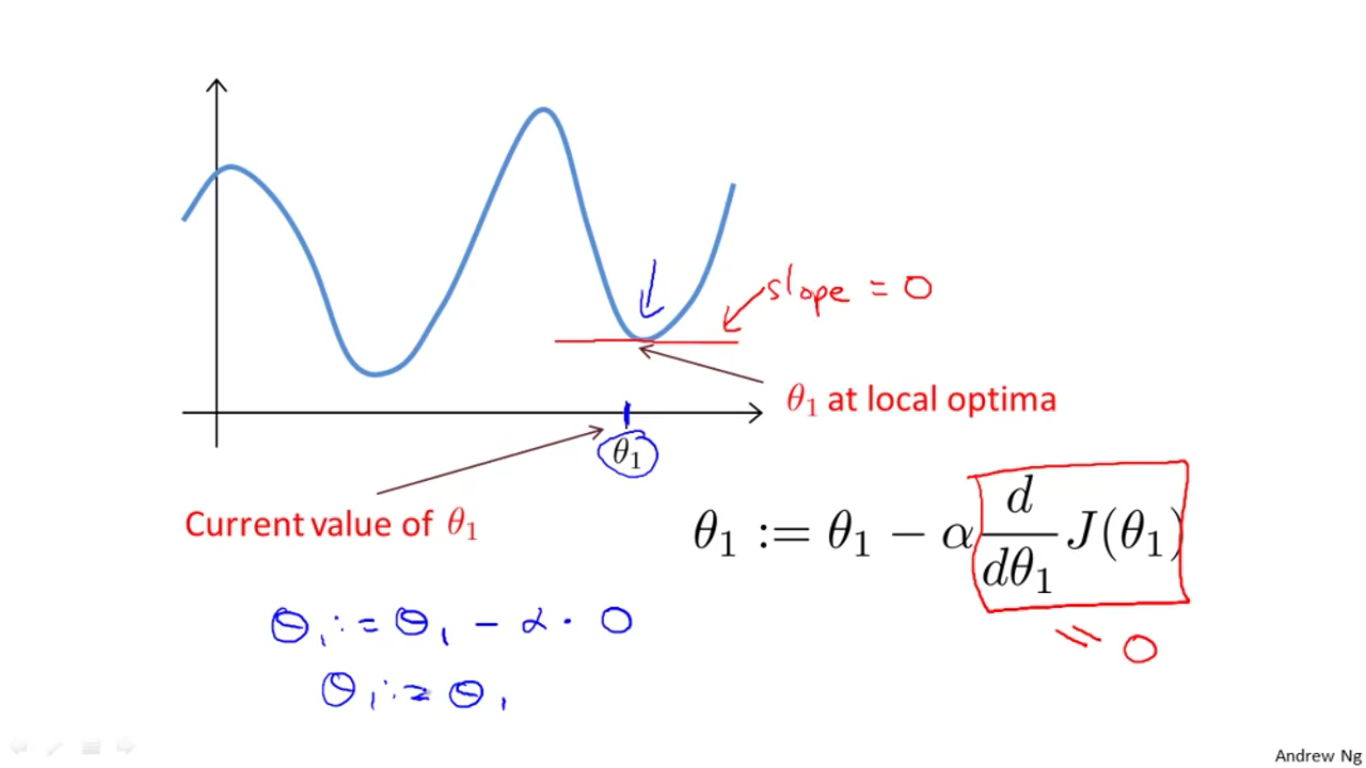 slope = 0
θ₁ at local optima
θ₁
Current value of θ₁
θ₁ := θ₁ − α d/dθ₁ J(θ₁)
= 0
θ₁ := θ₁ − α · 0
θ₁ := θ₁
Andrew Ng